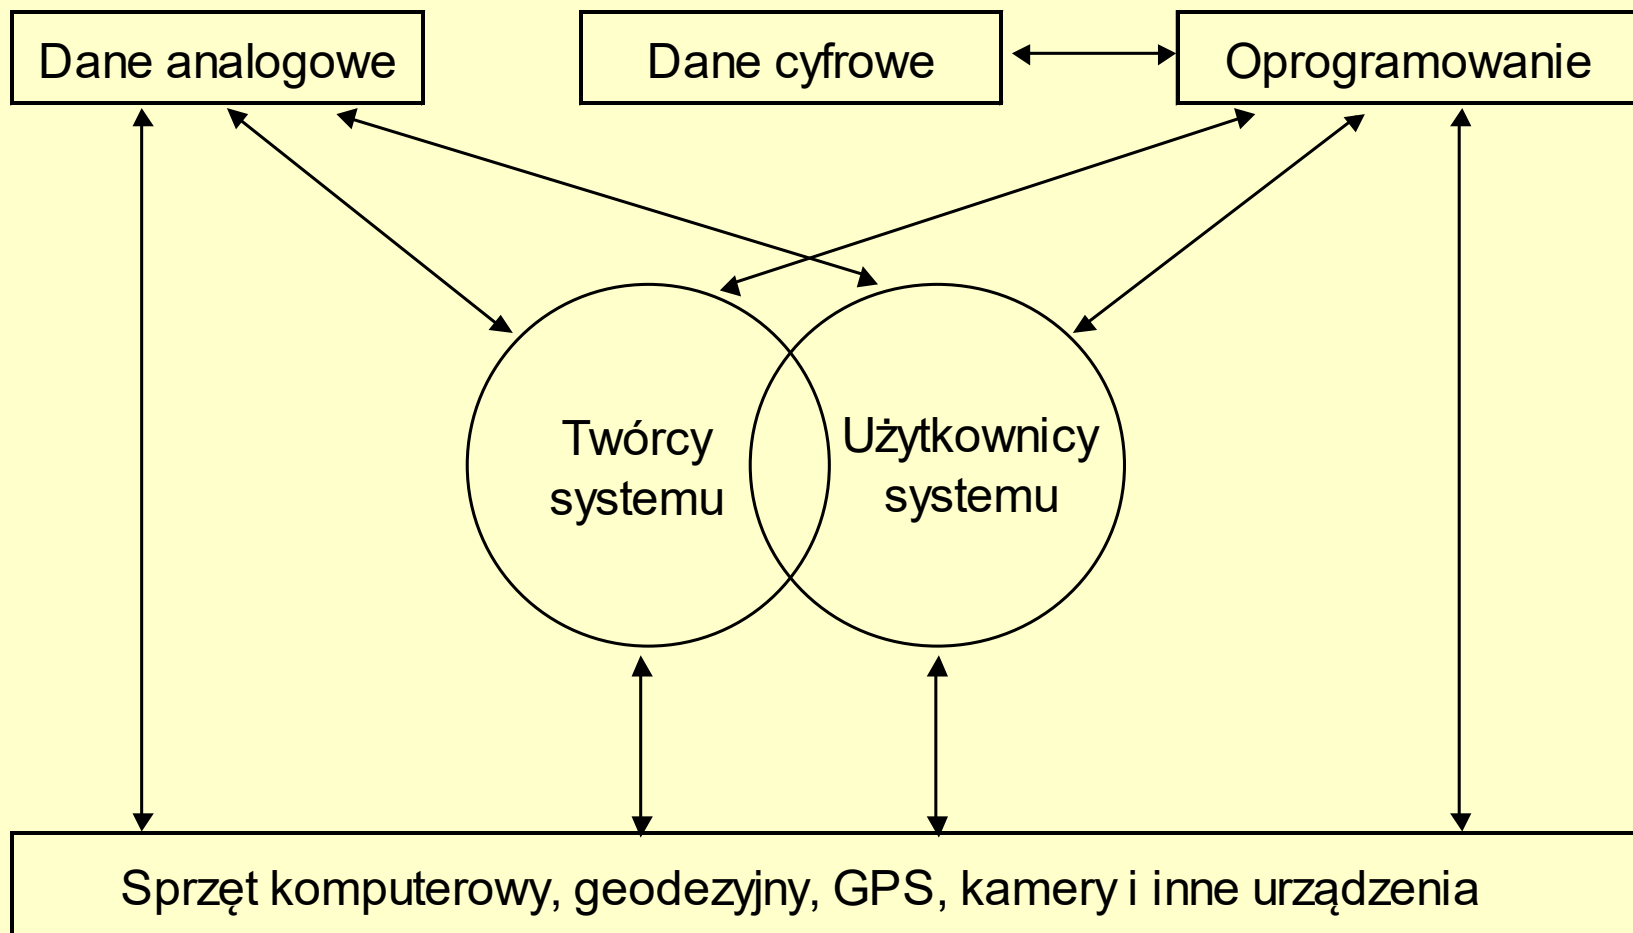 Dane analogowe
Dane cyfrowe
Oprogramowanie
Twórcy
systemu
Użytkownicy
systemu
Sprzęt komputerowy, geodezyjny, GPS, kamery i inne urządzenia